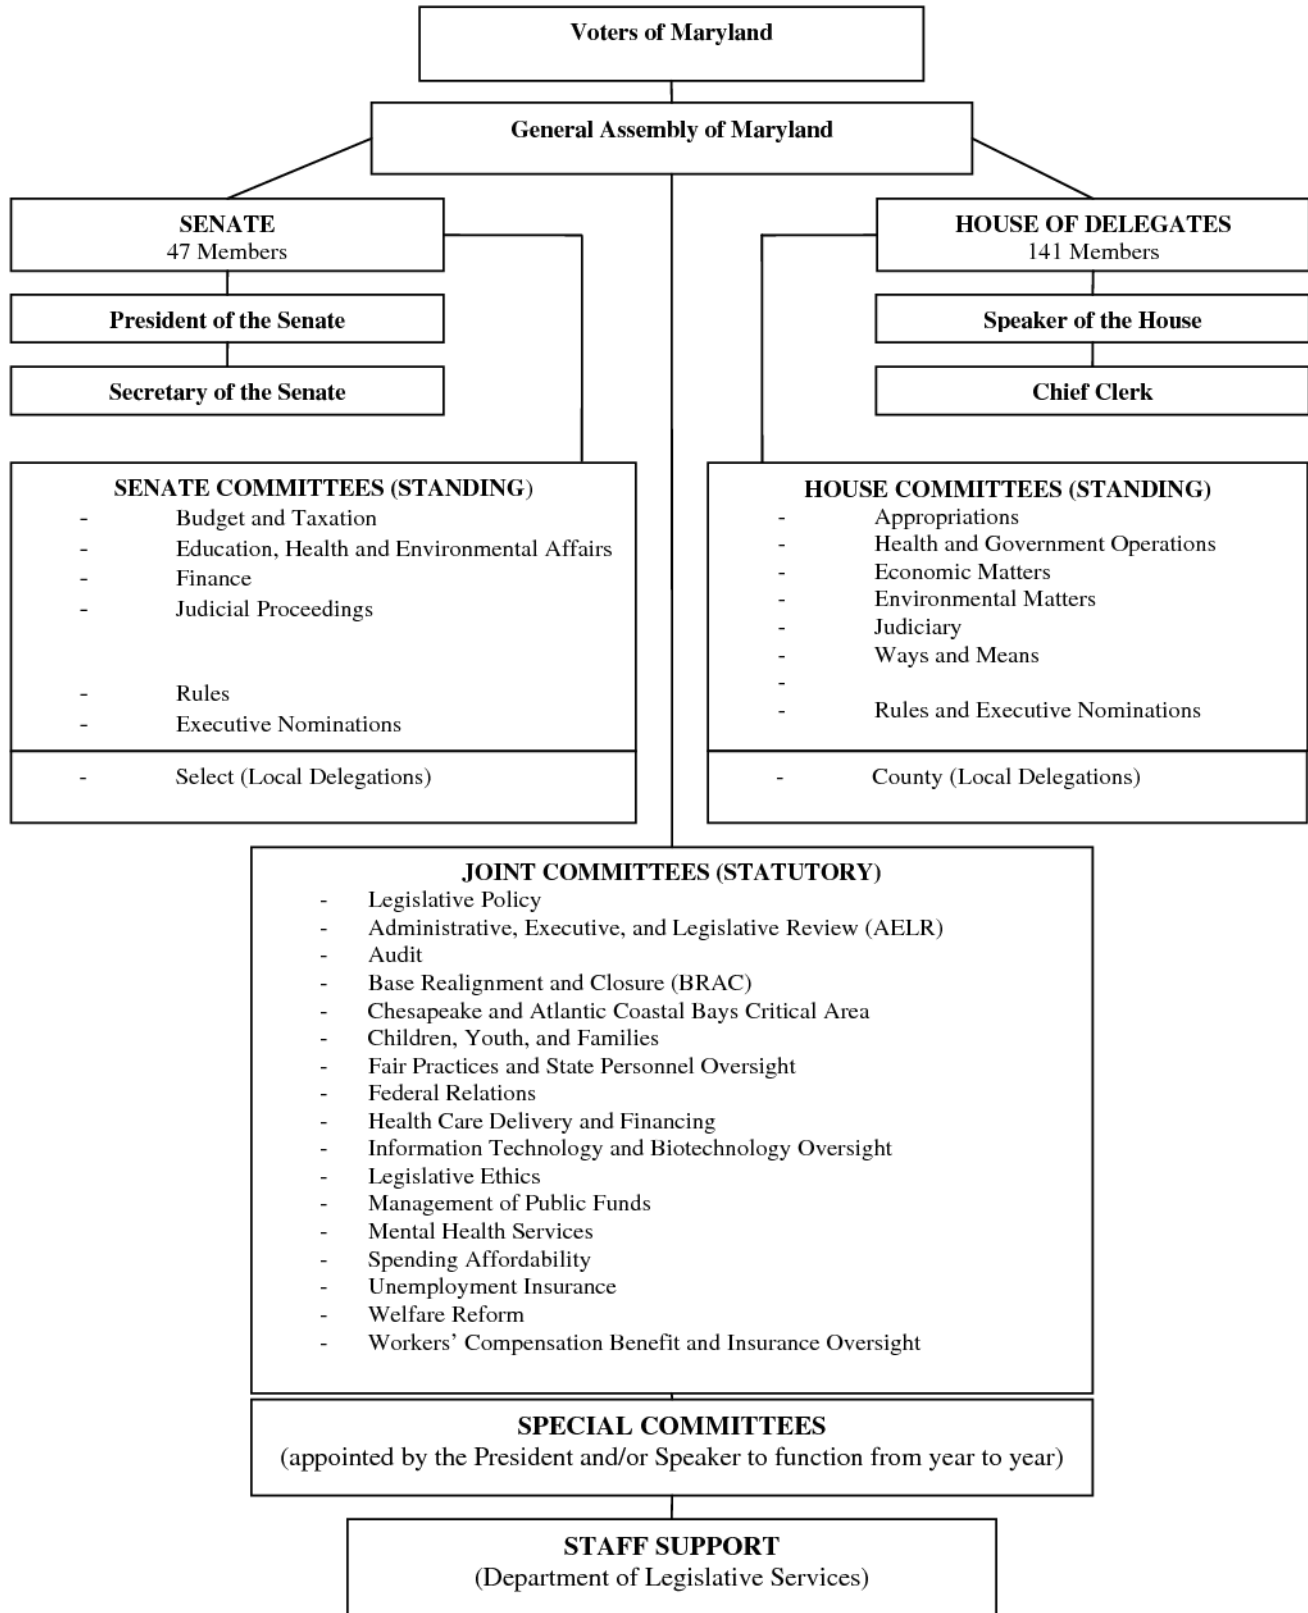 Voters of Maryland
General Assembly of Maryland
SENATE
47 Members
HOUSE OF DELEGATES
141 Members
President of the Senate
Speaker of the House
Secretary of the Senate
Chief Clerk
SENATE COMMITTEES (STANDING)
- Budget and Taxation
- Education, Health and Environmental Affairs
- Finance
- Judicial Proceedings
- Rules
- Executive Nominations
- Select (Local Delegations)
HOUSE COMMITTEES (STANDING)
- Appropriations
- Health and Government Operations
- Economic Matters
- Environmental Matters
- Judiciary
- Ways and Means
-
- Rules and Executive Nominations
- County (Local Delegations)
JOINT COMMITTEES (STATUTORY)
- Legislative Policy
- Administrative, Executive, and Legislative Review (AELR)
- Audit
- Base Realignment and Closure (BRAC)
- Chesapeake and Atlantic Coastal Bays Critical Area
- Children, Youth, and Families
- Fair Practices and State Personnel Oversight
- Federal Relations
- Health Care Delivery and Financing
- Information Technology and Biotechnology Oversight
- Legislative Ethics
- Management of Public Funds
- Mental Health Services
- Spending Affordability
- Unemployment Insurance
- Welfare Reform
- Workers’ Compensation Benefit and Insurance Oversight
SPECIAL COMMITTEES
(appointed by the President and/or Speaker to function from year to year)
STAFF SUPPORT
(Department of Legislative Services)